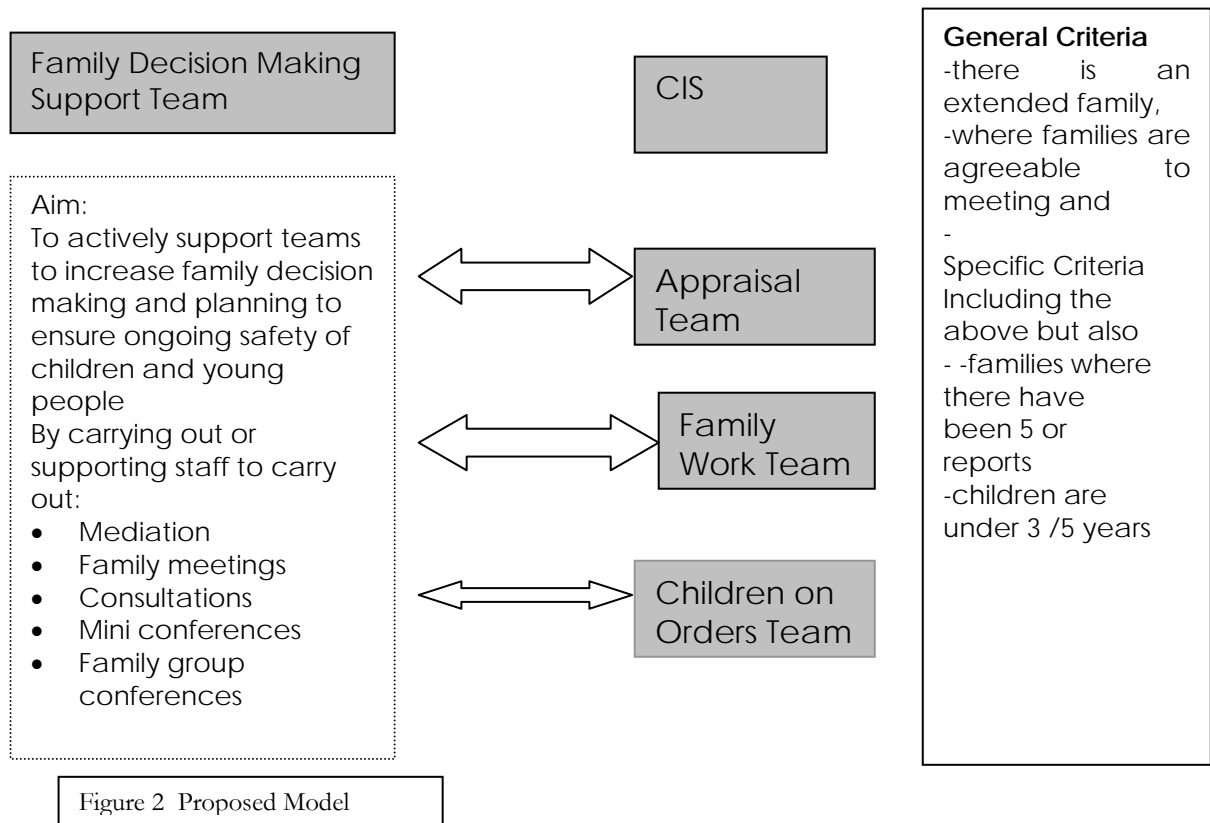 Family Decision Making
Support Team
Aim:
To actively support teams
to increase family decision
making and planning to
ensure ongoing safety of
children and young
people
By carrying out or
supporting staff to carry
out:
• Mediation
• Family meetings
• Consultations
• Mini conferences
• Family group
conferences
CIS
Appraisal
Team
Family
Work Team
Children on
Orders Team
General Criteria
-there is an
extended family,
-where families are
agreeable to
meeting and
-
Specific Criteria
Including the
above but also
- -families where
there have
been 5 or
reports
-children are
under 3 /5 years
Figure 2 Proposed Model